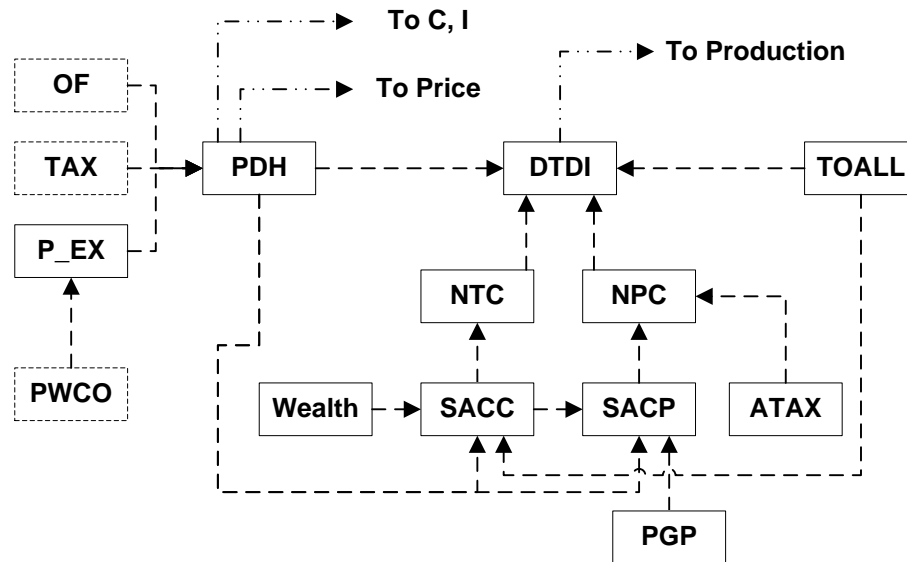 To C, I
To Production
OF
To Price
TAX
PDH
DTDI
TOALL
P_EX
NTC
NPC
PWCO
Wealth
SACC
SACP
ATAX
PGP